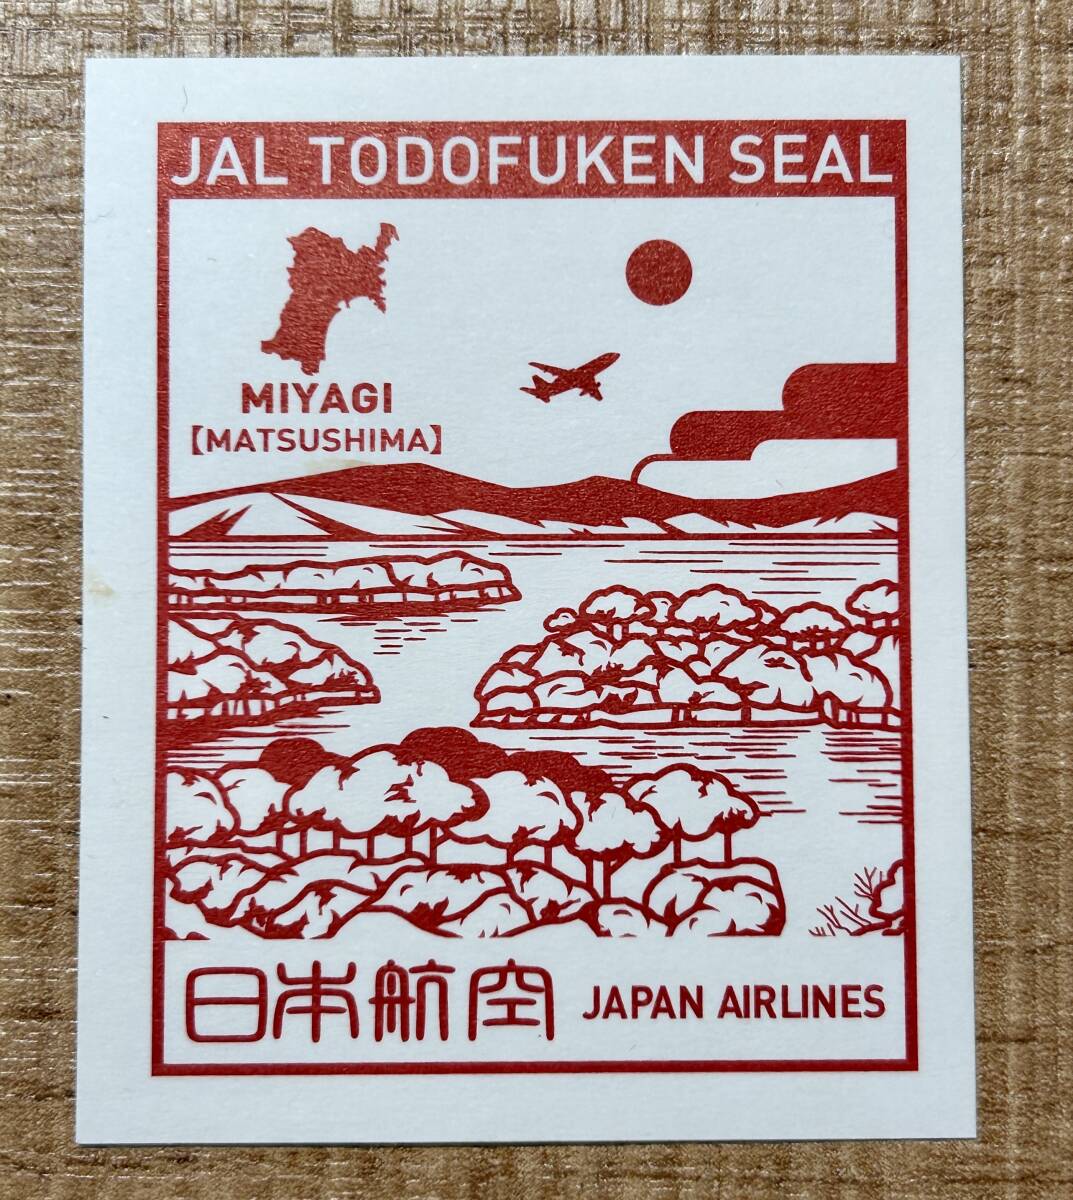 JAL TODOFUKEN SEAL
MIYAGI
【MATSUSHIMA】
日本航空 JAPAN AIRLINES